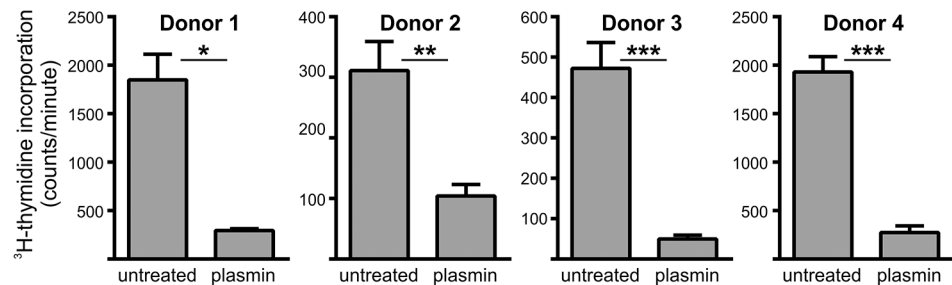 ³H-thymidine incorporation
(counts/minute)
Donor 1
2500
2000
1500
1000
500
*
untreated plasmin
Donor 2
400
300
200
100
**
untreated plasmin
Donor 3
600
500
400
300
200
100
***
untreated plasmin
Donor 4
2500
2000
1500
1000
500
***
untreated plasmin